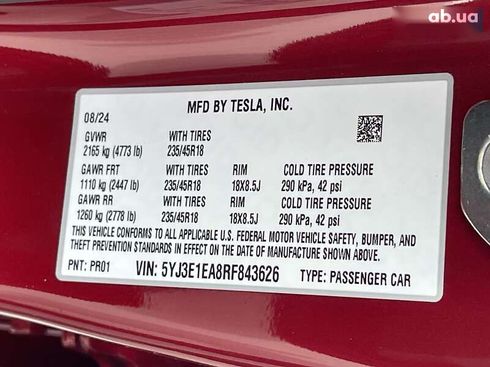 ab.ua
MFD BY TESLA, INC.
08/24
GVWR WITH TIRES
2165 kg (4773 lb) 235/45R18
GAWR FRT WITH TIRES RIM COLD TIRE PRESSURE
1110 kg (2447 lb) 235/45R18 18X8.5J 290 kPa, 42 psi
GAWR RR WITH TIRES RIM COLD TIRE PRESSURE
1260 kg (2778 lb) 235/45R18 18X8.5J 290 kPa, 42 psi
THIS VEHICLE CONFORMS TO ALL APPLICABLE U.S. FEDERAL MOTOR VEHICLE SAFETY, BUMPER, AND
THEFT PREVENTION STANDARDS IN EFFECT ON THE DATE OF MANUFACTURE SHOWN ABOVE.
PNT: PR01 VIN: 5YJ3E1EA8RF843626 TYPE: PASSENGER CAR